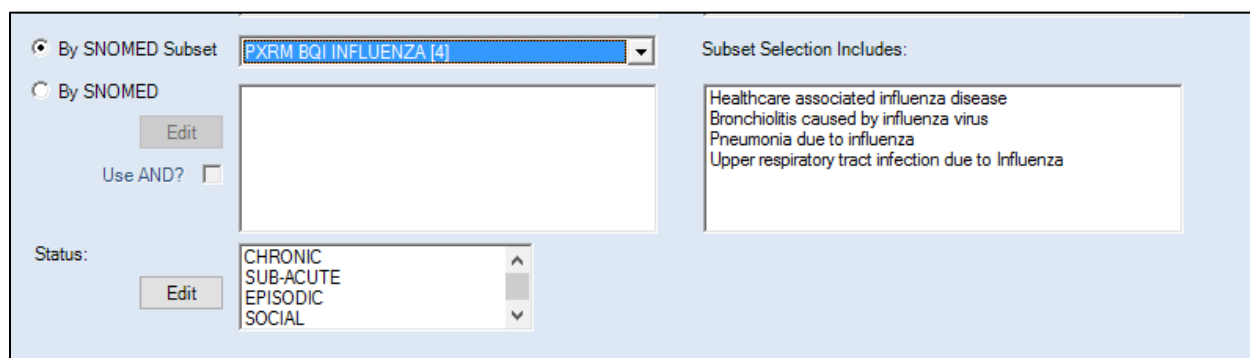 By SNOMED Subset
PXRM BQI INFLUENZA [4]
Subset Selection Includes:
By SNOMED
Edit
Use AND?
Healthcare associated influenza disease
Bronchiolitis caused by influenza virus
Pneumonia due to influenza
Upper respiratory tract infection due to Influenza
Status:
Edit
CHRONIC
SUB-ACUTE
EPISODIC
SOCIAL